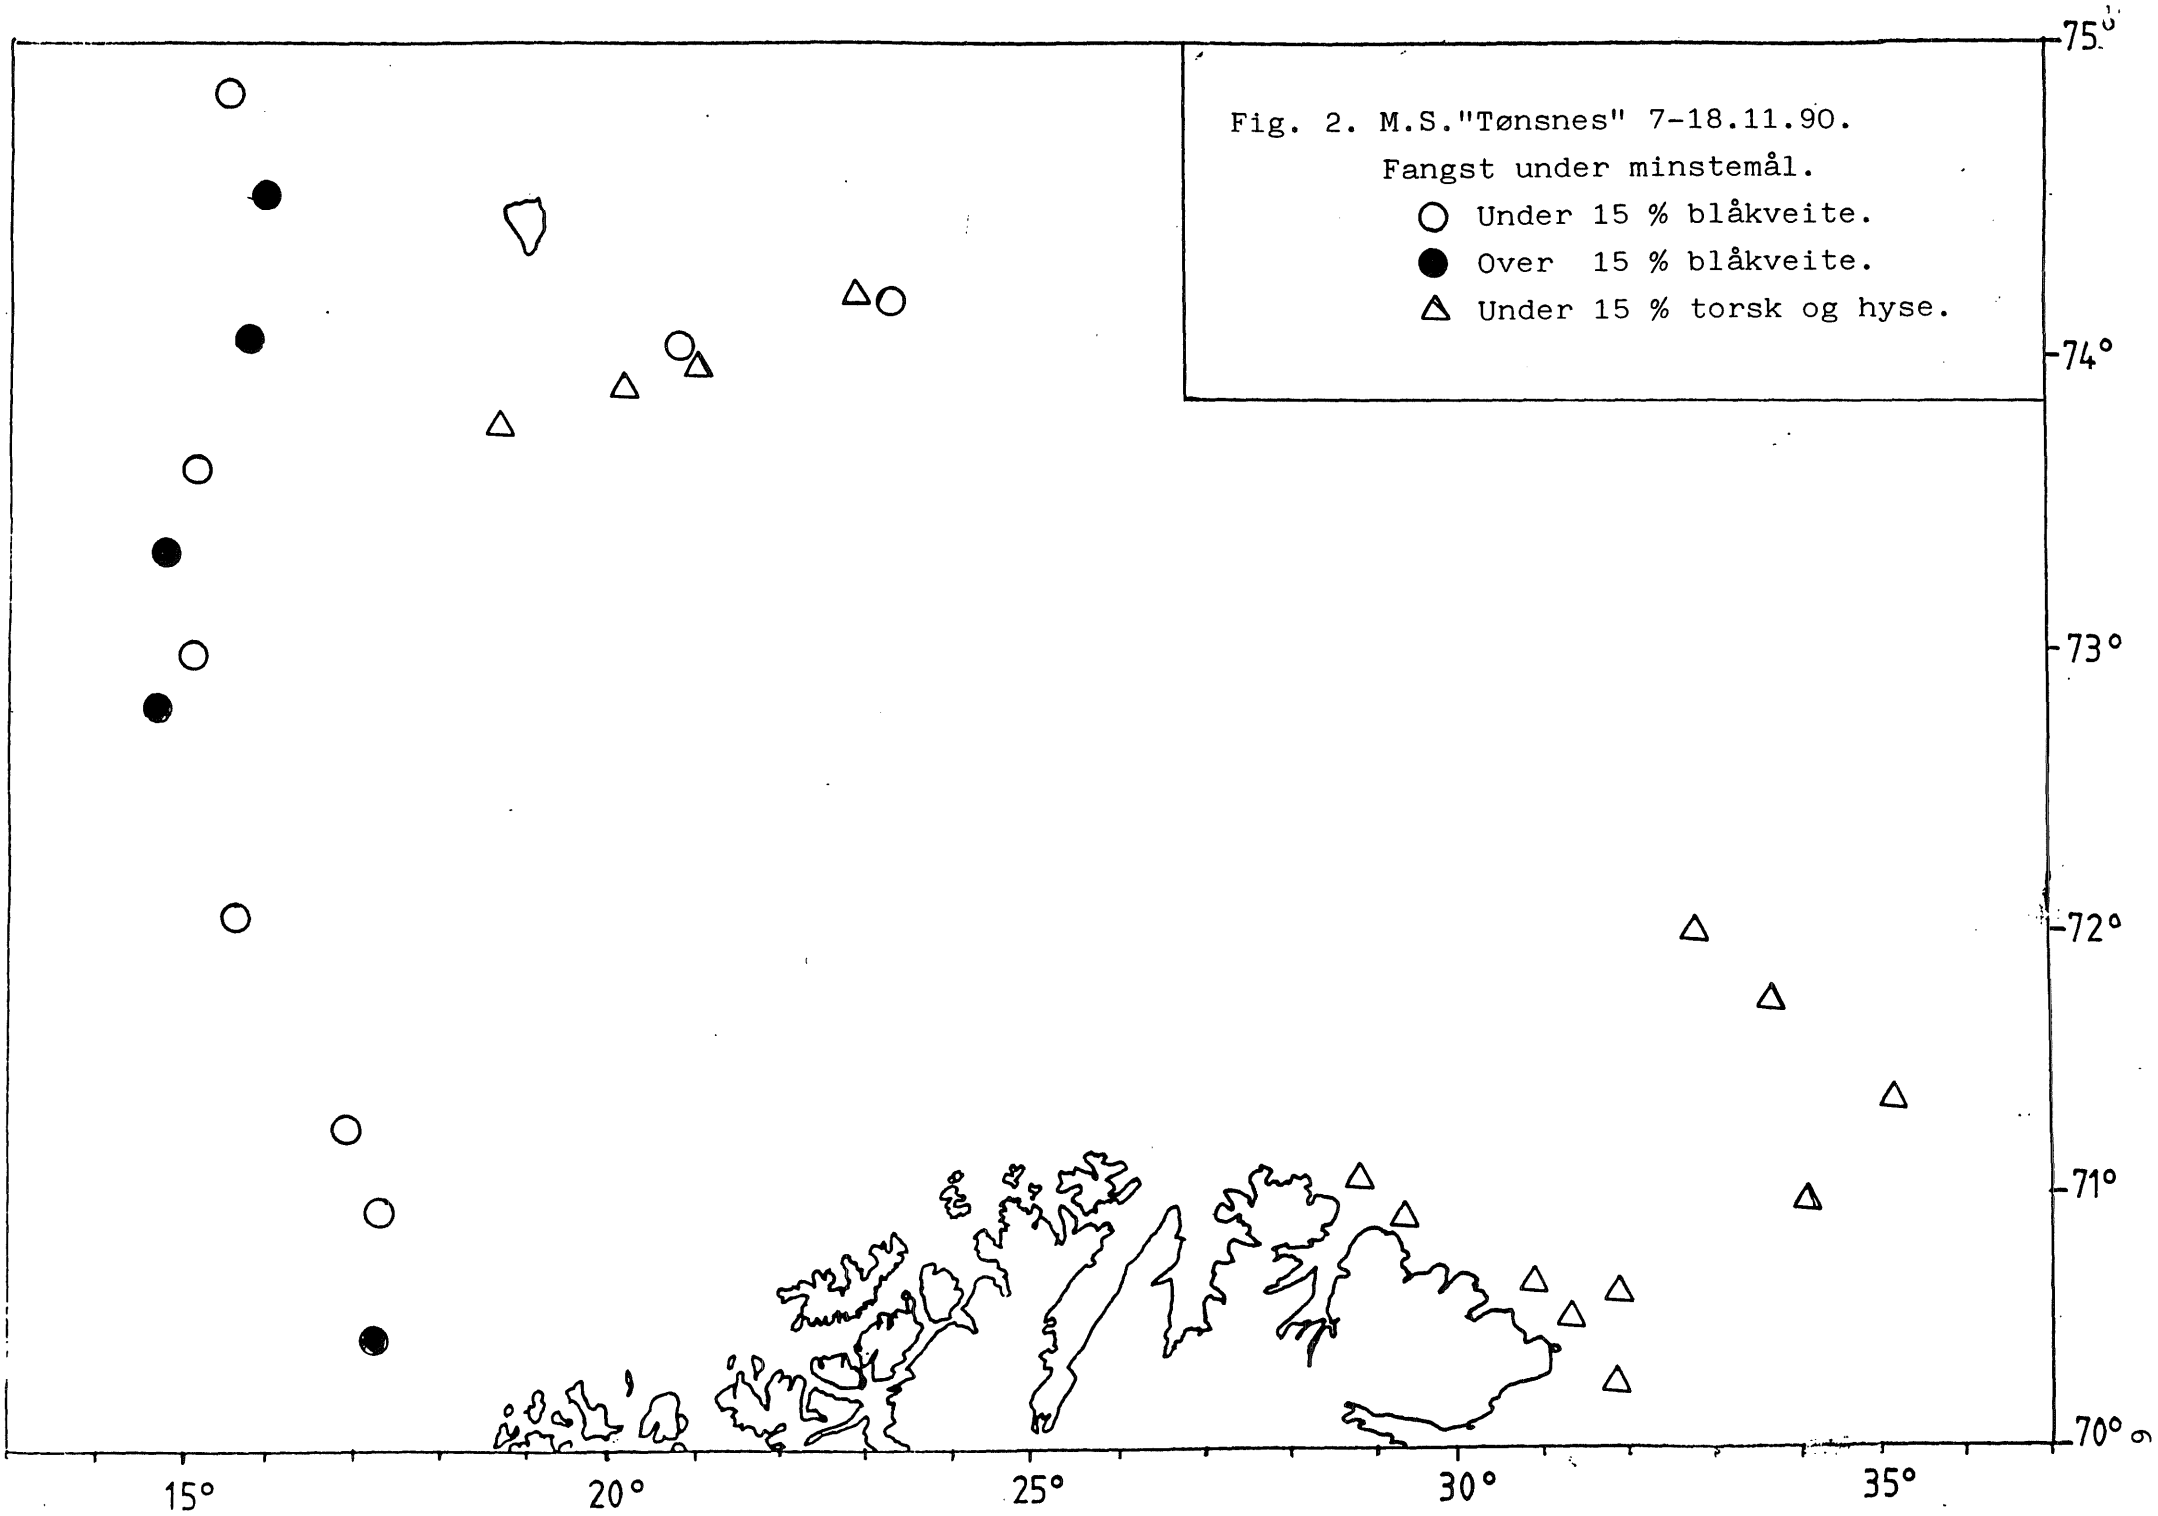 75°
Fig. 2. M.S."Tønsnes" 7-18.11.90.
Fangst under minstemål.
Under 15 % blåkveite.
Over 15 % blåkveite.
Under 15 % torsk og hyse.
74°
73°
72°
71°
70°
15° 20° 25° 30° 35°
6